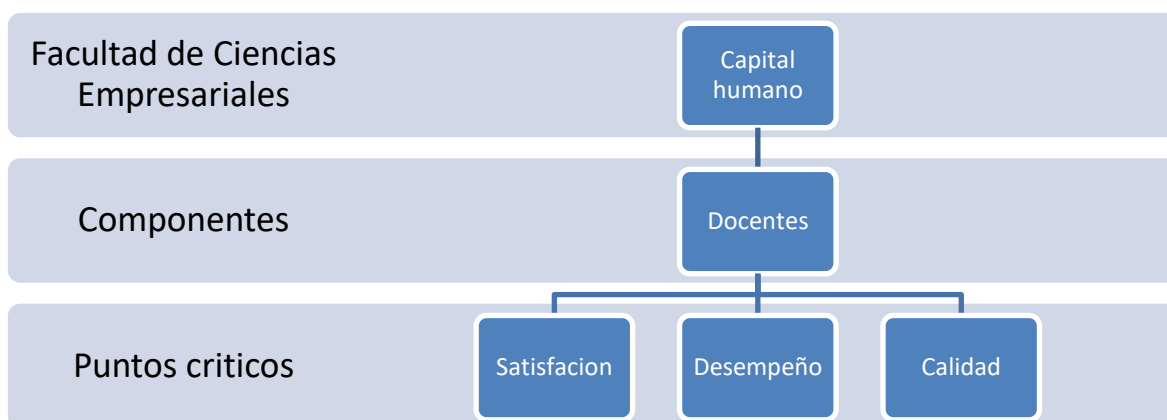 Facultad de Ciencias
Empresariales
Capital
humano
Componentes
Docentes
Puntos criticos
Satisfacion
Desempeño
Calidad